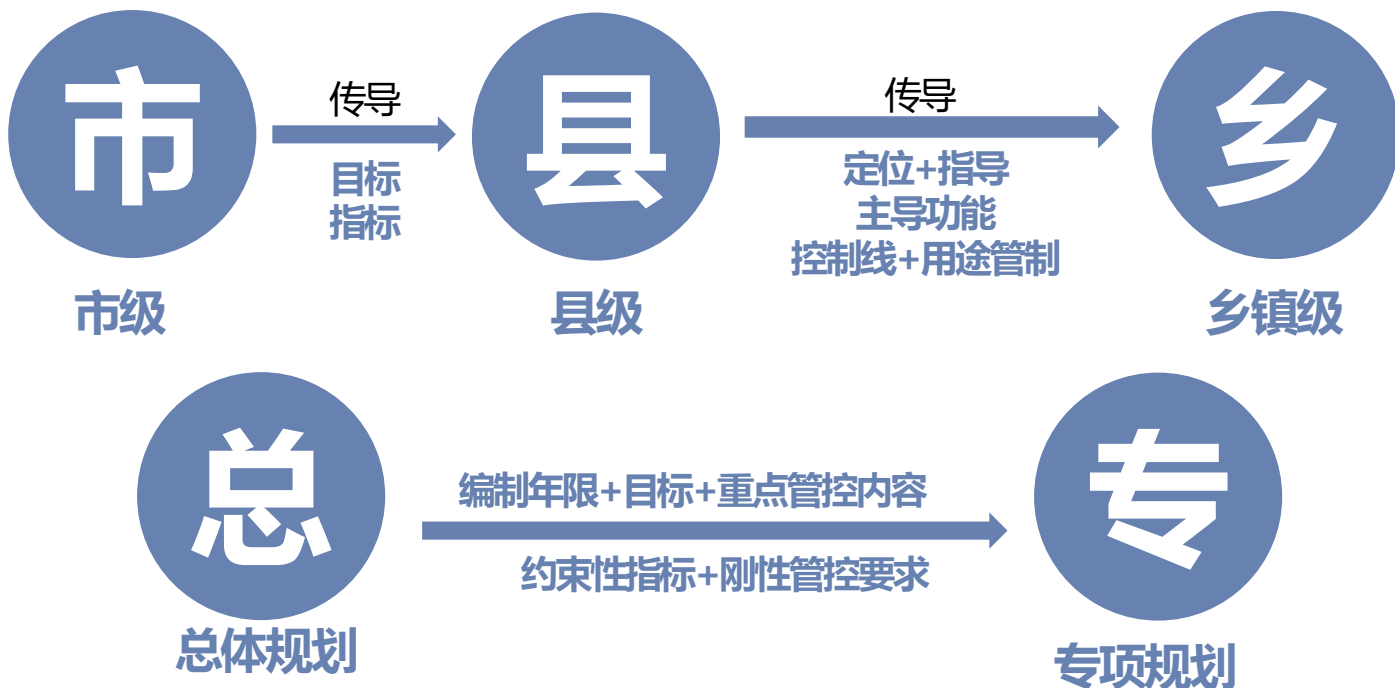 市
传导
目标
指标
县
传导
定位+指导
主导功能
控制线+用途管制
乡
市级
县级
乡镇级
总
编制年限+目标+重点管控内容
约束性指标+刚性管控要求
专
总体规划
专项规划